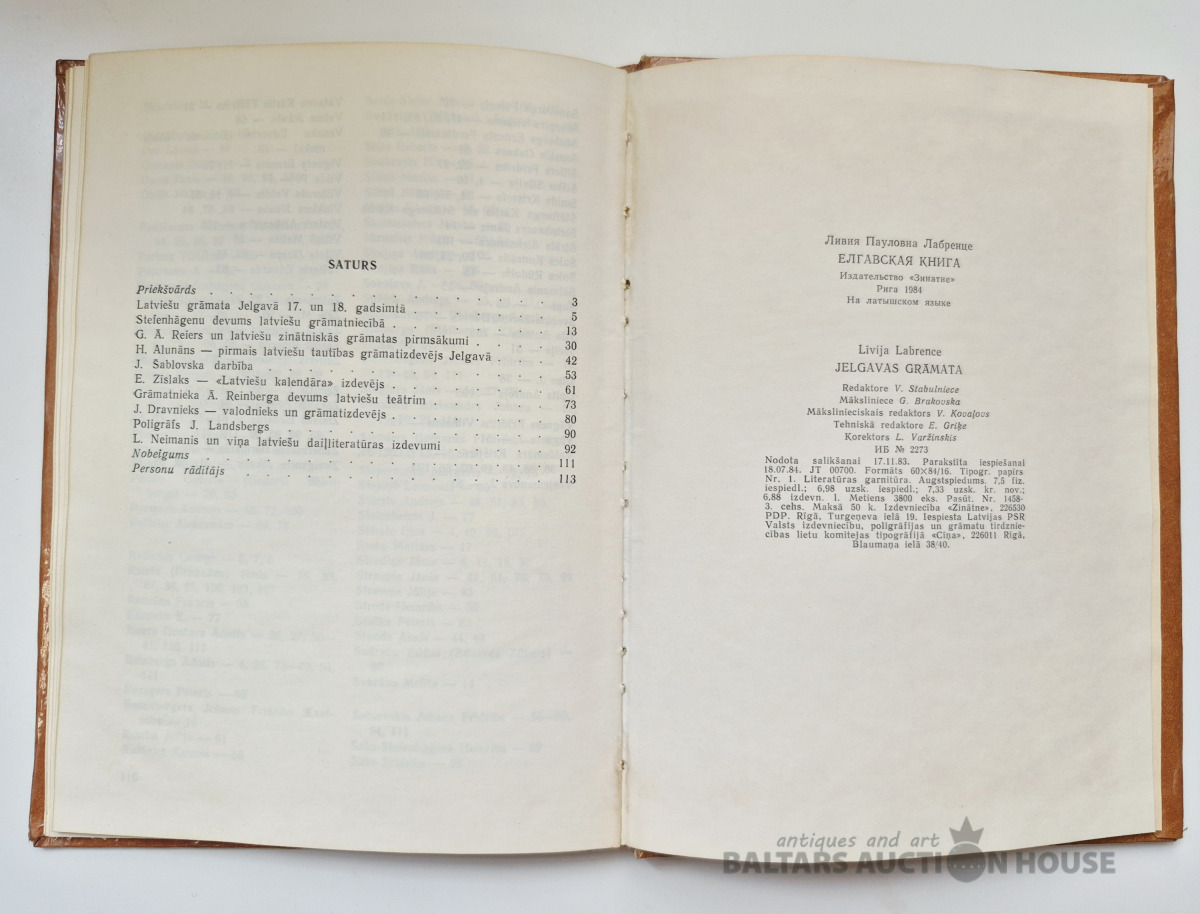 SATURS
Priekšvārds . . . 3
Latviešu grāmata Jelgavā 17. un 18. gadsimtā . . . 5
Stefenhāgenu devums latviešu grāmatniecībā . . . 13
G. Ā. Reiers un latviešu zinātniskās grāmatas pirmsākumi . . . 30
H. Alunāns — pirmais latviešu tautības grāmatizdevējs Jelgavā . . . 42
J. Šablovska darbība . . . 53
E. Zīslaks — «Latviešu kalendāra» izdevējs . . . 61
Grāmatnieka Ā. Reinberga devums latviešu teātrim . . . 73
J. Dravnieks — valodnieks un grāmatizdevējs . . . 80
Poligrāfs J. Landsbergs . . . 90
L. Neimanis un viņa latviešu daiļliteratūras izdevumi . . . 92
Nobeigums . . . 111
Personu rādītājs . . . 113
Ливия Пауловна Лабренце
ЕЛГАВСКАЯ КНИГА
Издательство «Зинатне»
Рига 1984
На латышском языке
Līvija Labrence
JELGAVAS GRĀMATA
Redaktore V. Stabulniece
Māksliniece G. Brakovska
Mākslinieciskais redaktors V. Kovaļovs
Tehniskā redaktore E. Griķe
Korektors L. Varžinskis
ИБ № 2273
Nodota salikšanai 17.11.83. Parakstīta iespiešanai
18.07.84. JT 00700. Formāts 60×84/16. Tipogr. papīrs
Nr. 1. Literatūras garnitūra. Augstspiedums. 7,5 fiz.
iespiedl.; 6,98 uzsk. iespiedl.; 7,33 uzsk. kr. nov.;
6,88 izdevn. l. Metiens 3800 eks. Pasūt. Nr. 1458-
3. cehs. Maksā 50 k. Izdevniecība «Zinātne», 226530
PDP. Rīgā, Turgeņeva ielā 19. Iespiesta Latvijas PSR
Valsts izdevniecību, poligrāfijas un grāmatu tirdznie-
cības lietu komitejas tipogrāfijā «Cīņa», 226011 Rīgā,
Blaumaņa ielā 38/40.
antiques and art
BALTARS AUCTION HOUSE